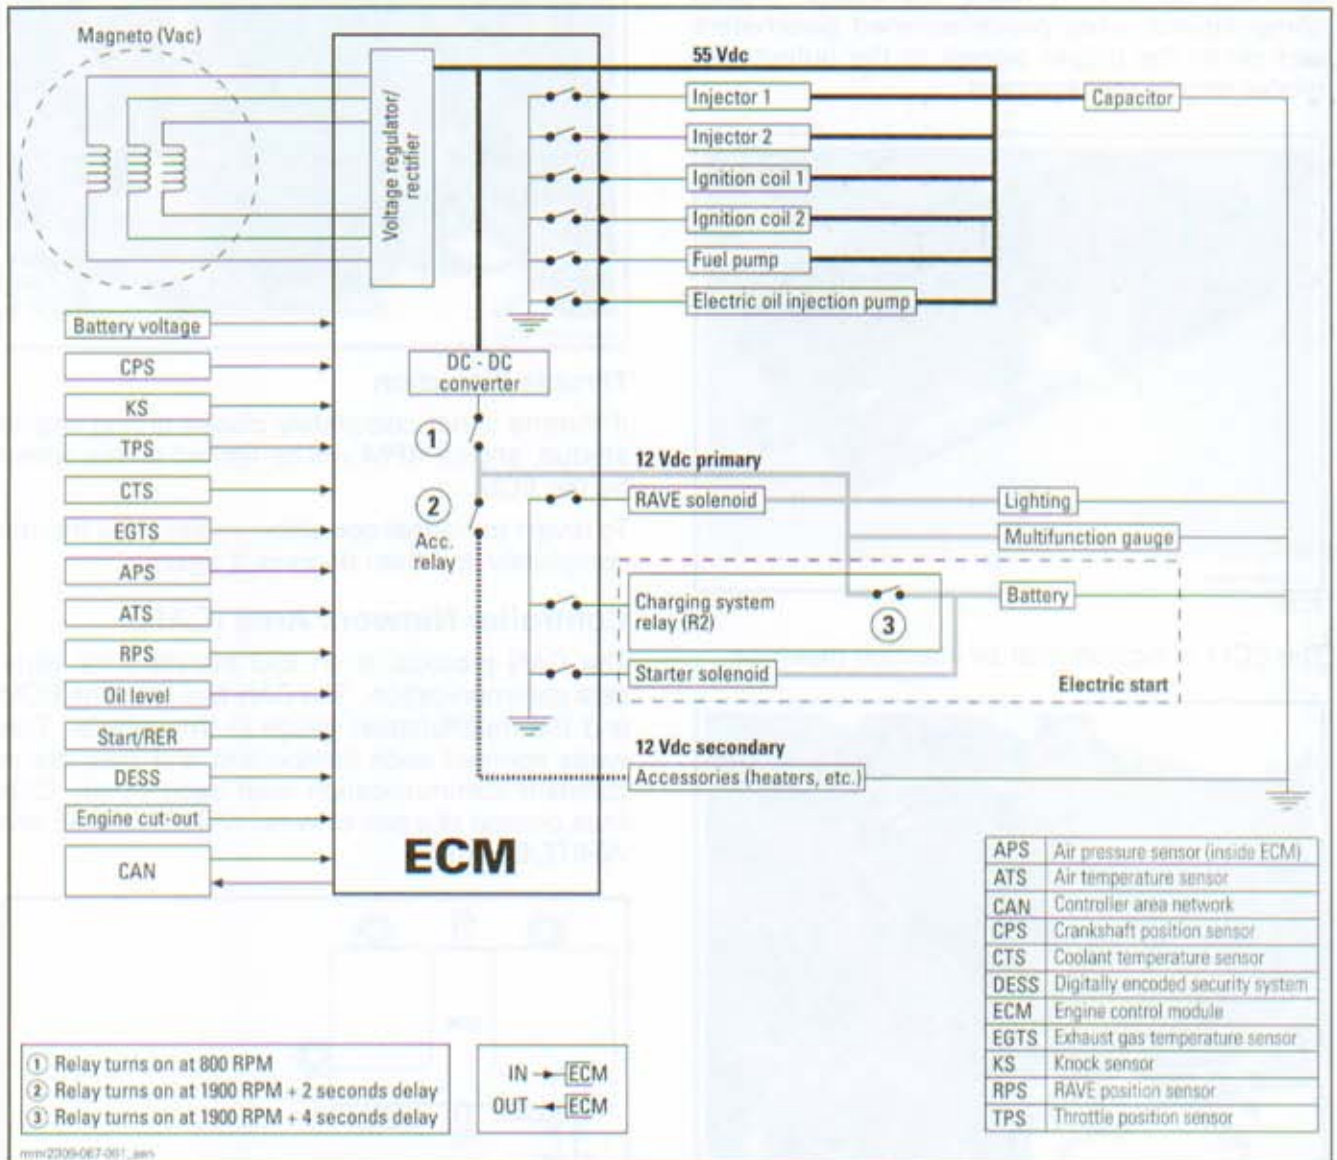 Magneto (Vac)
Voltage regulator/
rectifier
55 Vdc
Injector 1
Capacitor
Injector 2
Ignition coil 1
Ignition coil 2
Fuel pump
Electric oil injection pump
Battery voltage
CPS
KS
TPS
CTS
EGTS
APS
ATS
RPS
Oil level
Start/RER
DESS
Engine cut-out
CAN
DC - DC
converter
1
2
Acc.
relay
12 Vdc primary
RAVE solenoid
Lighting
Multifunction gauge
Charging system
relay (R2)
3
Battery
Starter solenoid
Electric start
12 Vdc secondary
Accessories (heaters, etc.)
ECM
APS Air pressure sensor (inside ECM)
ATS Air temperature sensor
CAN Controller area network
CPS Crankshaft position sensor
CTS Coolant temperature sensor
DESS Digitally encoded security system
ECM Engine control module
EGTS Exhaust gas temperature sensor
KS Knock sensor
RPS RAVE position sensor
TPS Throttle position sensor
1 Relay turns on at 800 RPM
2 Relay turns on at 1900 RPM + 2 seconds delay
3 Relay turns on at 1900 RPM + 4 seconds delay
IN ECM
OUT ECM